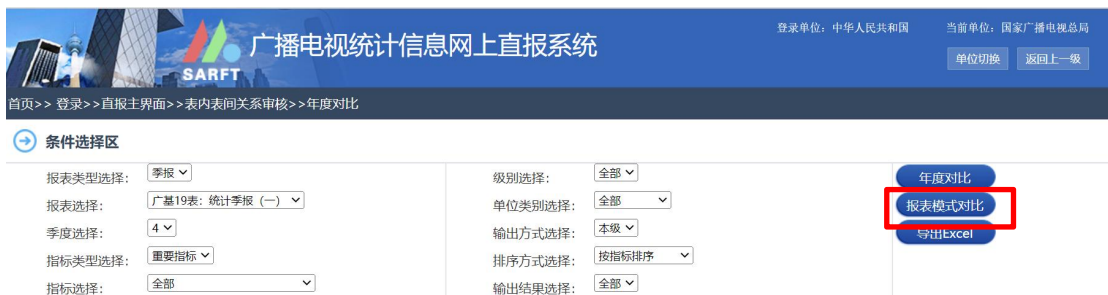 登录单位：中华人民共和国 当前单位：国家广播电视总局
广播电视统计信息网上直报系统
SARFT
单位切换 返回上一级
首页>> 登录>>直报主界面>>表内表间关系审核>>年度对比
条件选择区
报表类型选择： 季报 级别选择： 全部 年度对比
报表选择： 广基19表：统计季报（一） 单位类别选择： 全部 报表模式对比
季度选择： 4 输出方式选择： 本级 导出Excel
指标类型选择： 重要指标 排序方式选择： 按指标排序
指标选择： 全部 输出结果选择： 全部